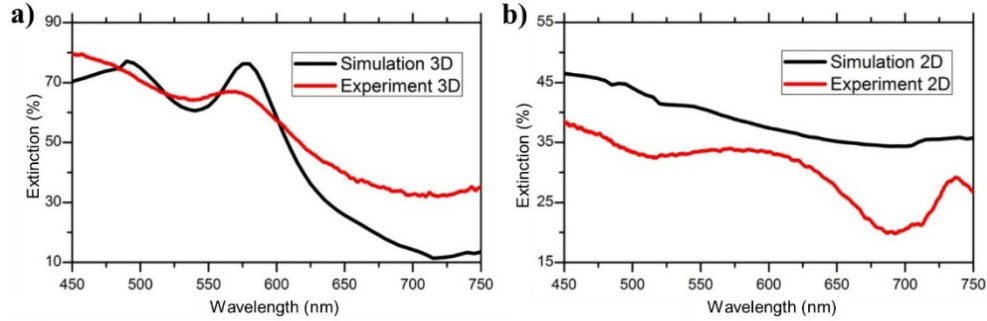 a)
90
70
50
30
10
Extinction (%)
Simulation 3D
Experiment 3D
450 500 550 600 650 700 750
Wavelength (nm)
b)
55
45
35
25
15
Extinction (%)
Simulation 2D
Experiment 2D
450 500 550 600 650 700 750
Wavelength (nm)